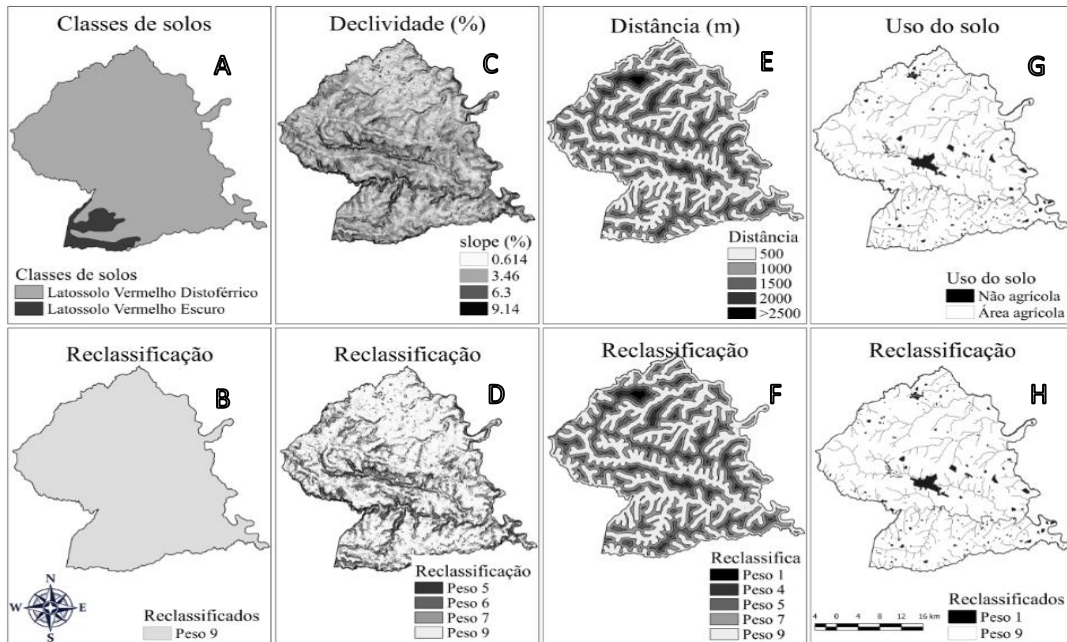 Classes de solos
A
Classes de solos
Latossolo Vermelho Distoférrico
Latossolo Vermelho Escuro
Declividade (%)
C
slope (%)
0.614
3.46
6.3
9.14
Distância (m)
E
Distância
500
1000
1500
2000
>2500
Uso do solo
G
Uso do solo
Não agrícola
Área agrícola
Reclassificação
B
N
W
E
S
Reclassificados
Peso 9
Reclassificação
D
Reclassificação
Peso 5
Peso 6
Peso 7
Peso 9
Reclassificação
F
Reclassifica
Peso 1
Peso 4
Peso 5
Peso 7
Peso 9
Reclassificação
H
4 0 4 8 12 16 km
Reclassificados
Peso 1
Peso 9